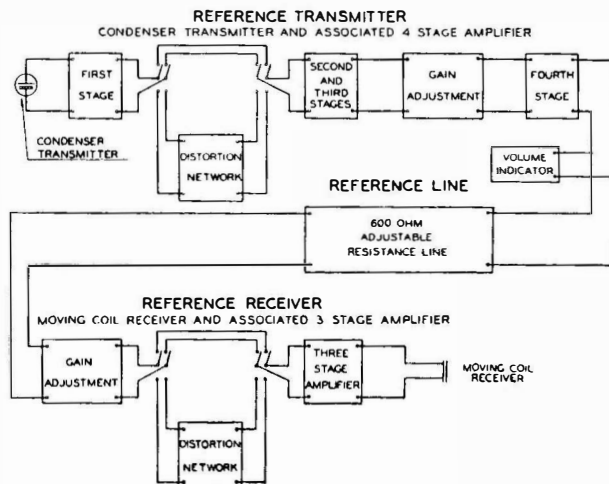 REFERENCE TRANSMITTER
CONDENSER TRANSMITTER AND ASSOCIATED 4 STAGE AMPLIFIER
FIRST
STAGE
SECOND
AND
THIRD
STAGES
GAIN
ADJUSTMENT
FOURTH
STAGE
CONDENSER
TRANSMITTER
DISTORTION
NETWORK
VOLUME
INDICATOR
REFERENCE LINE
600 OHM
ADJUSTABLE
RESISTANCE LINE
REFERENCE RECEIVER
MOVING COIL RECEIVER AND ASSOCIATED 3 STAGE AMPLIFIER
GAIN
ADJUSTMENT
THREE
STAGE
AMPLIFIER
MOVING COIL
RECEIVER
DISTORTION
NETWORK